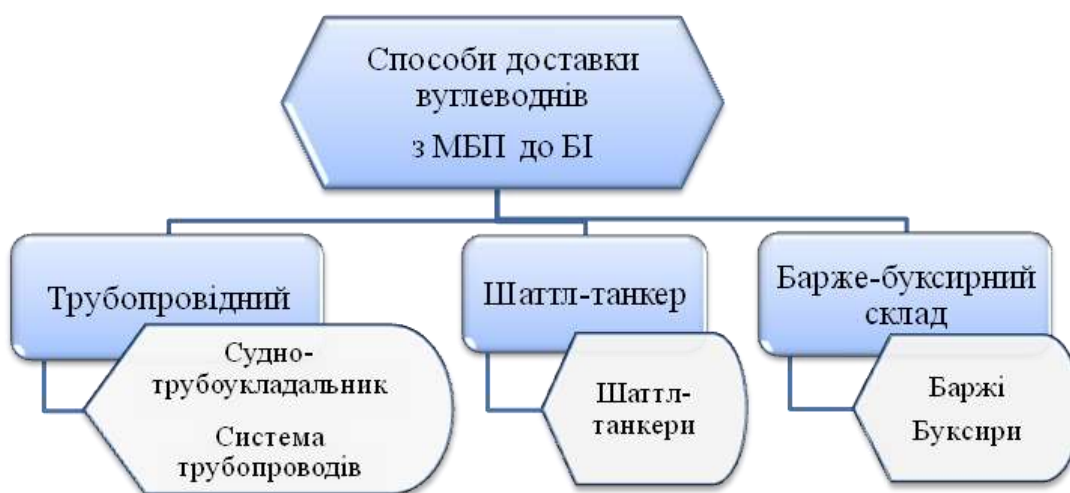 Способи доставки
вуглеводнів
з МБП до БІ
Трубопровідний
Судно-
трубоукладальник
Система
трубопроводів
Шаттл-танкер
Шаттл-
танкери
Барже-буксирний
склад
Баржі
Буксири